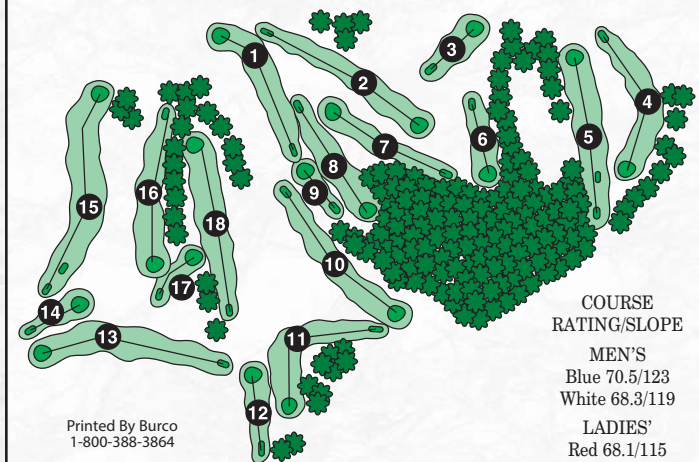 1
2
3
4
5
6
7
8
9
10
11
12
13
14
15
16
17
18
COURSE
RATING/SLOPE
MEN'S
Blue 70.5/123
White 68.3/119
LADIES'
Red 68.1/115
Printed By Burco
1-800-388-3864